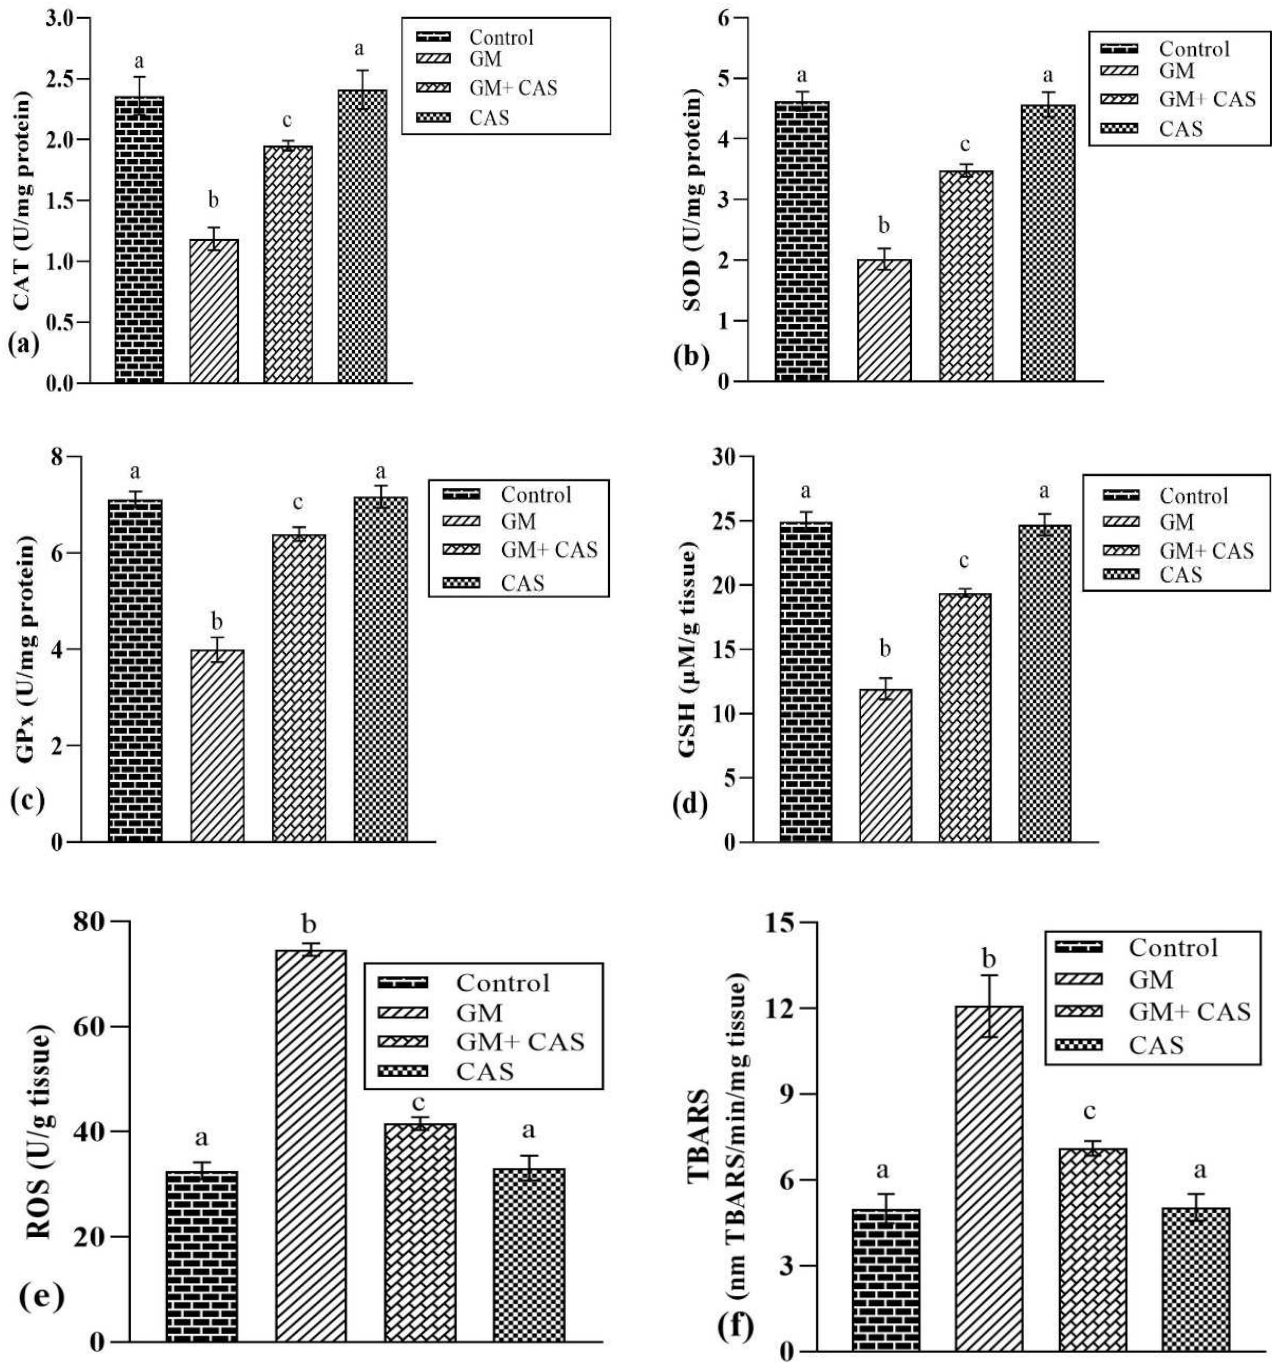 3.0
2.5
2.0
1.5
1.0
0.5
0.0
CAT (U/mg protein)
(a)
a
b
c
a
Control
GM
GM+ CAS
CAS
6
5
4
3
2
1
0
SOD (U/mg protein)
(b)
a
b
c
a
Control
GM
GM+ CAS
CAS
8
6
4
2
0
GPx (U/mg protein)
(c)
a
b
c
a
Control
GM
GM+ CAS
CAS
30
25
20
15
10
5
0
GSH (µM/g tissue)
(d)
a
b
c
a
Control
GM
GM+ CAS
CAS
80
60
40
20
0
ROS (U/g tissue)
(e)
a
b
c
a
Control
GM
GM+ CAS
CAS
15
12
9
6
3
0
TBARS
(nm TBARS/min/mg tissue)
(f)
a
b
c
a
Control
GM
GM+ CAS
CAS